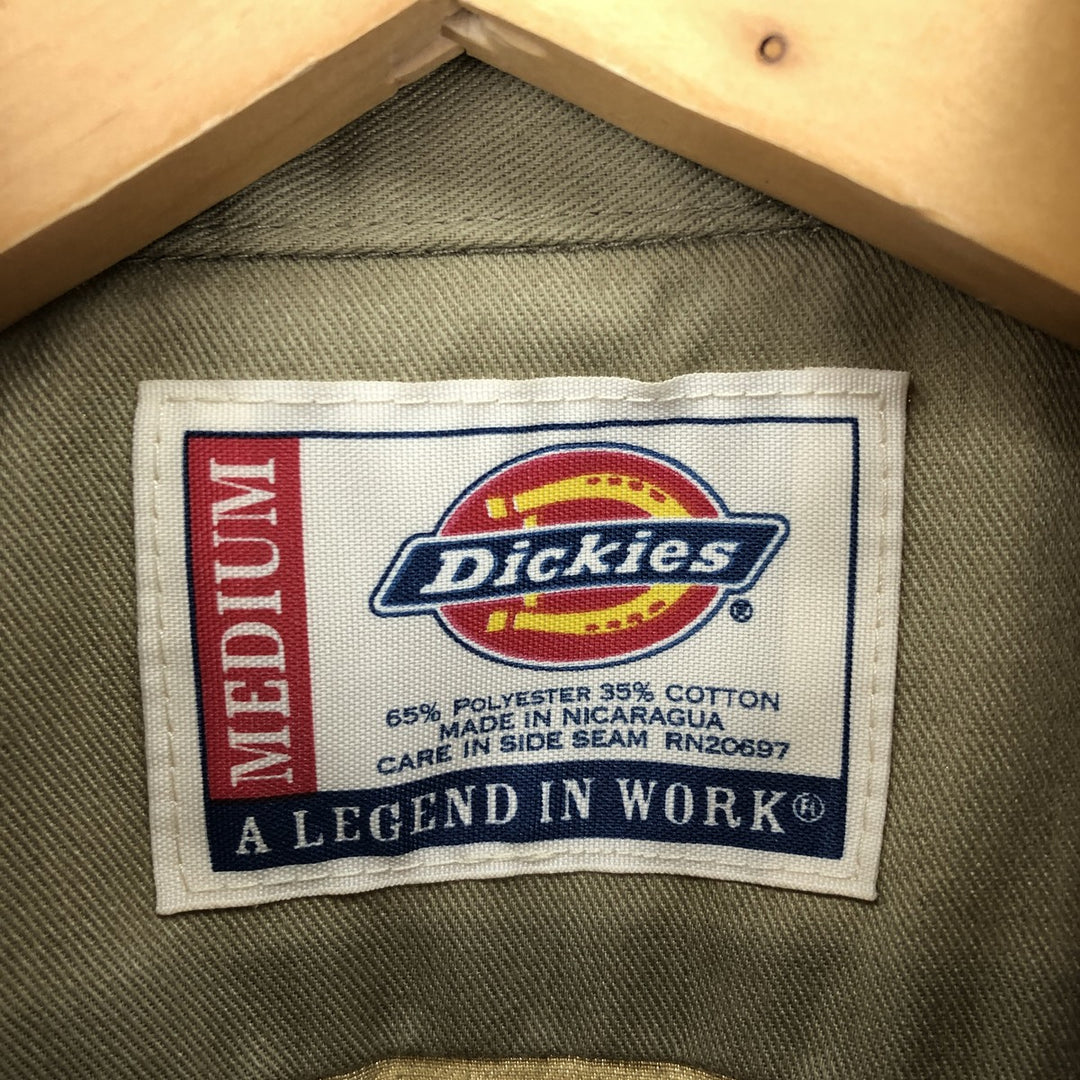 MEDIUM
Dickies®
65% POLYESTER 35% COTTON
MADE IN NICARAGUA
CARE IN SIDE SEAM RN20697
A LEGEND IN WORK®